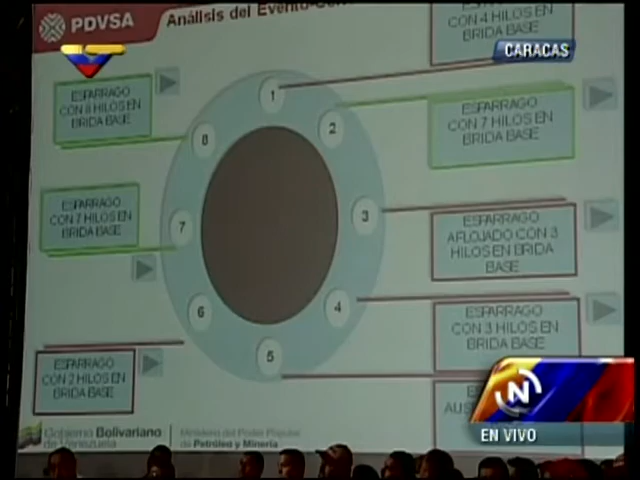 PDVSA
Análisis del Evento-
CARACAS
ESPARRAGO
CON 4 HILOS EN
BRIDA BASE
ESPARRAGO
CON 8 HILOS EN
BRIDA BASE
ESPARRAGO
CON 7 HILOS EN
BRIDA BASE
1
2
8
ESPARRAGO
CON 7 HILOS EN
BRIDA BASE
7
3
ESPARRAGO
AFLOJADO CON 3
HILOS EN BRIDA
BASE
6
4
ESPARRAGO
CON 3 HILOS EN
BRIDA BASE
5
ESPARRAGO
CON 2 HILOS EN
BRIDA BASE
AUS
N
EN VIVO
Gobierno Bolivariano
de Venezuela
Ministerio del Poder Popular
de Petróleo y Minería